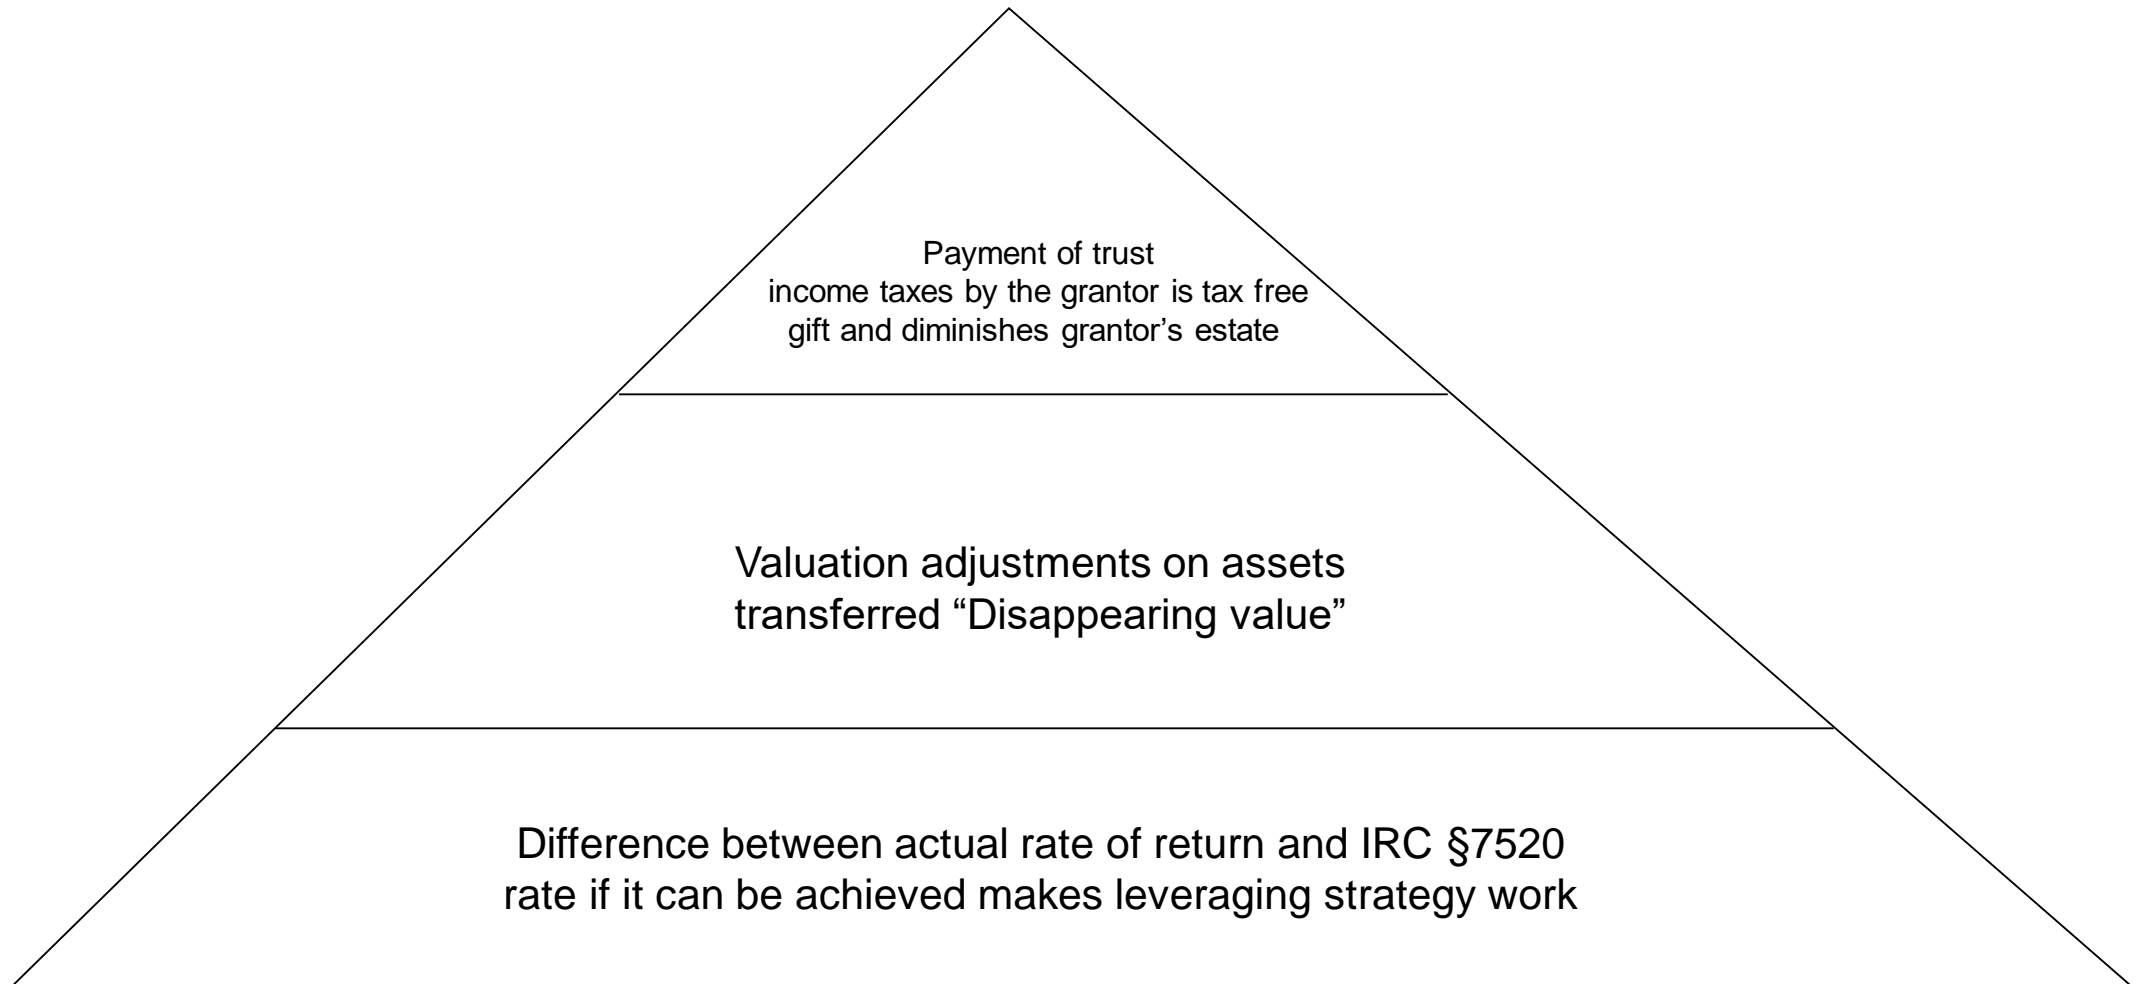 Payment of trust
income taxes by the grantor is tax free
gift and diminishes grantor’s estate
Valuation adjustments on assets
transferred “Disappearing value”
Difference between actual rate of return and IRC §7520
rate if it can be achieved makes leveraging strategy work